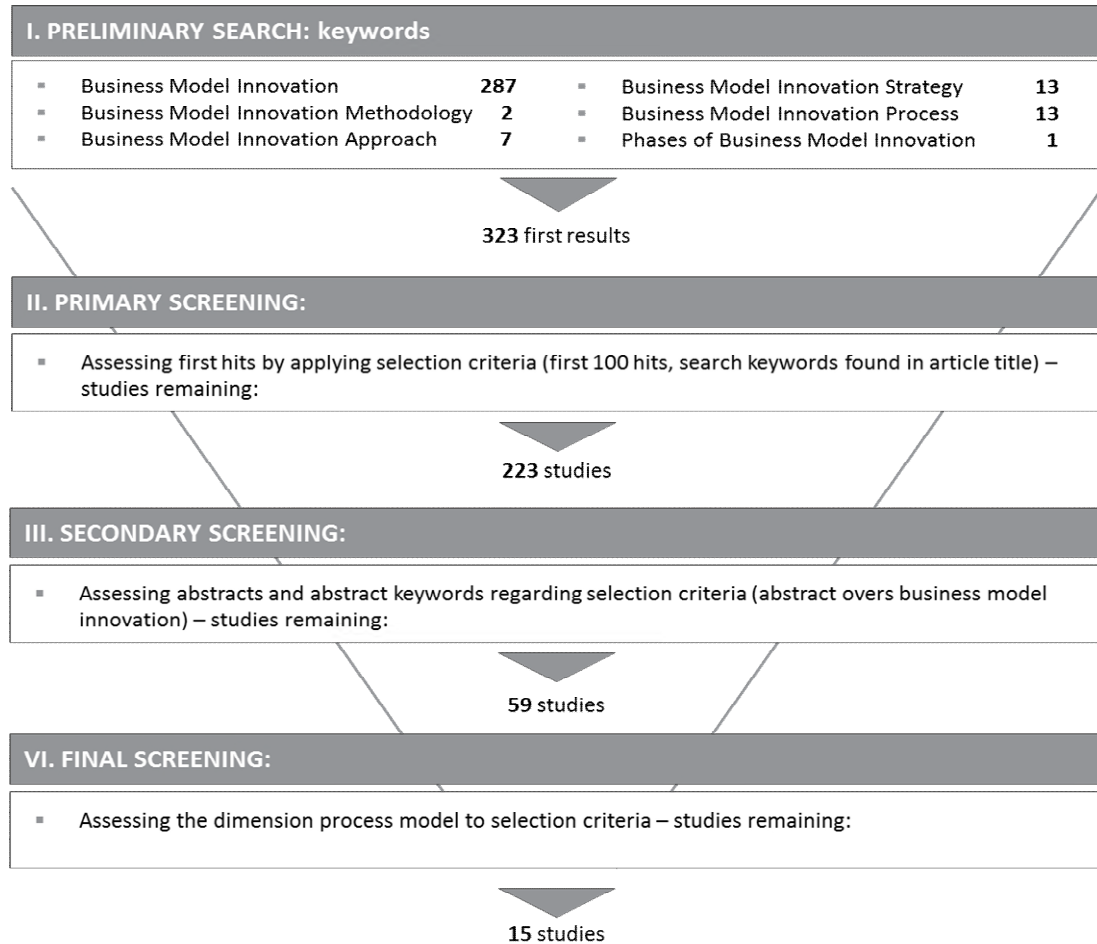 I. PRELIMINARY SEARCH: keywords
Business Model Innovation 287
Business Model Innovation Methodology 2
Business Model Innovation Approach 7
Business Model Innovation Strategy 13
Business Model Innovation Process 13
Phases of Business Model Innovation 1
323 first results
II. PRIMARY SCREENING:
Assessing first hits by applying selection criteria (first 100 hits, search keywords found in article title) –
studies remaining:
223 studies
III. SECONDARY SCREENING:
Assessing abstracts and abstract keywords regarding selection criteria (abstract overs business model
innovation) – studies remaining:
59 studies
VI. FINAL SCREENING:
Assessing the dimension process model to selection criteria – studies remaining:
15 studies